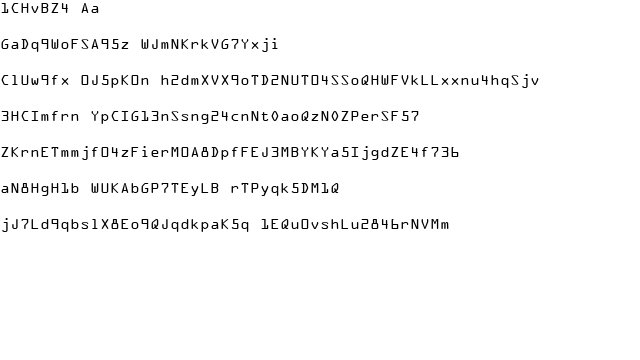 1CHvBZ4 Aa
GaDq9WoFSA95z WJmNKrkVG7Yxji
ClUw9fx OJ5pKOn h2dmXVX9oTD2NUTO4SSoQHWFVkLLxxnu4hqSjv
3HCImfrn YpCIG13nSsng24cnNt0aoQzN0ZPerSF57
ZKrnETmmjfO4zFierMOA8DpfFEJ3MBYKYa5IjgdZE4f736
aN8HgH1b WUKAbGP7TEyLB rTPyqk5DM1Q
jJ7Ld9qbslX8Eo9QJqdkpaK5q 1EQuOvshLu2846rNVMm